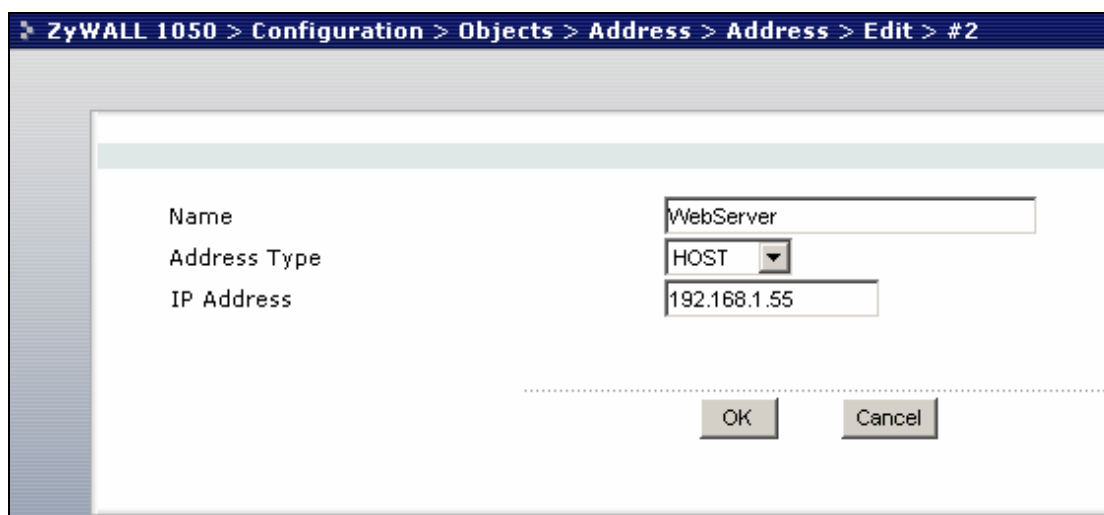 ZyWALL 1050 > Configuration > Objects > Address > Address > Edit > #2
Name WebServer
Address Type HOST
IP Address 192.168.1.55
OK Cancel